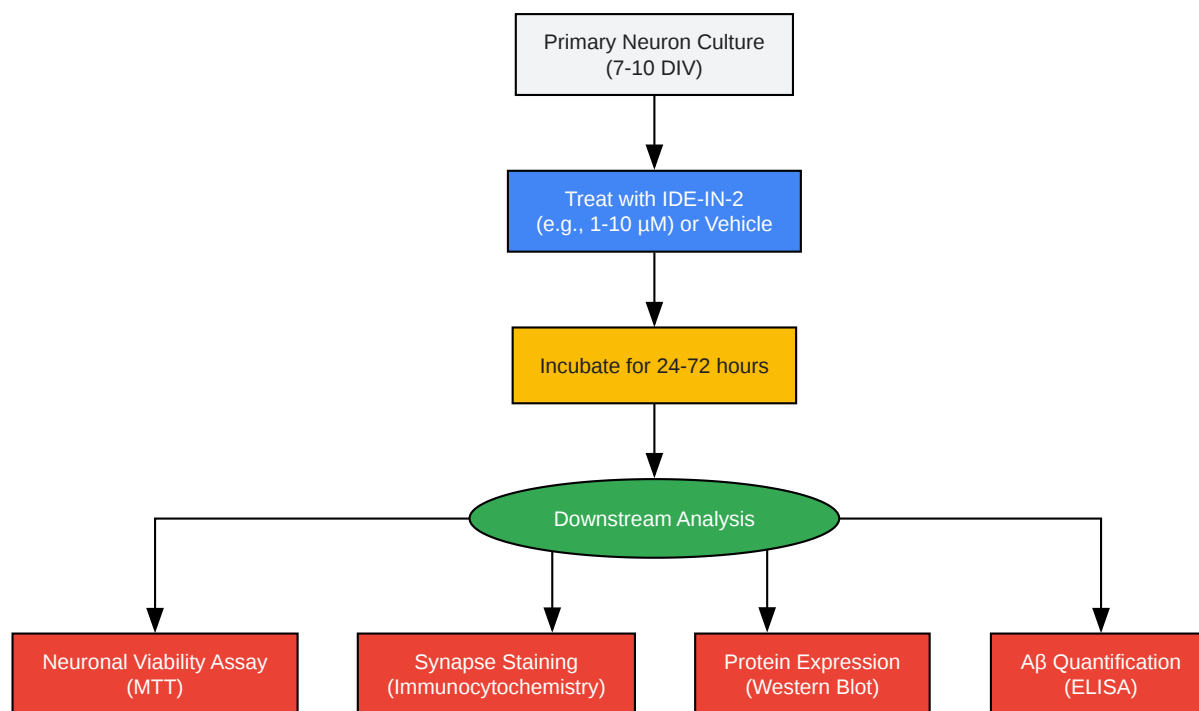 Primary Neuron Culture
(7-10 DIV)
Treat with IDE-IN-2
(e.g., 1-10 µM) or Vehicle
Incubate for 24-72 hours
Downstream Analysis
Neuronal Viability Assay
(MTT)
Synapse Staining
(Immunocytochemistry)
Protein Expression
(Western Blot)
Aβ Quantification
(ELISA)